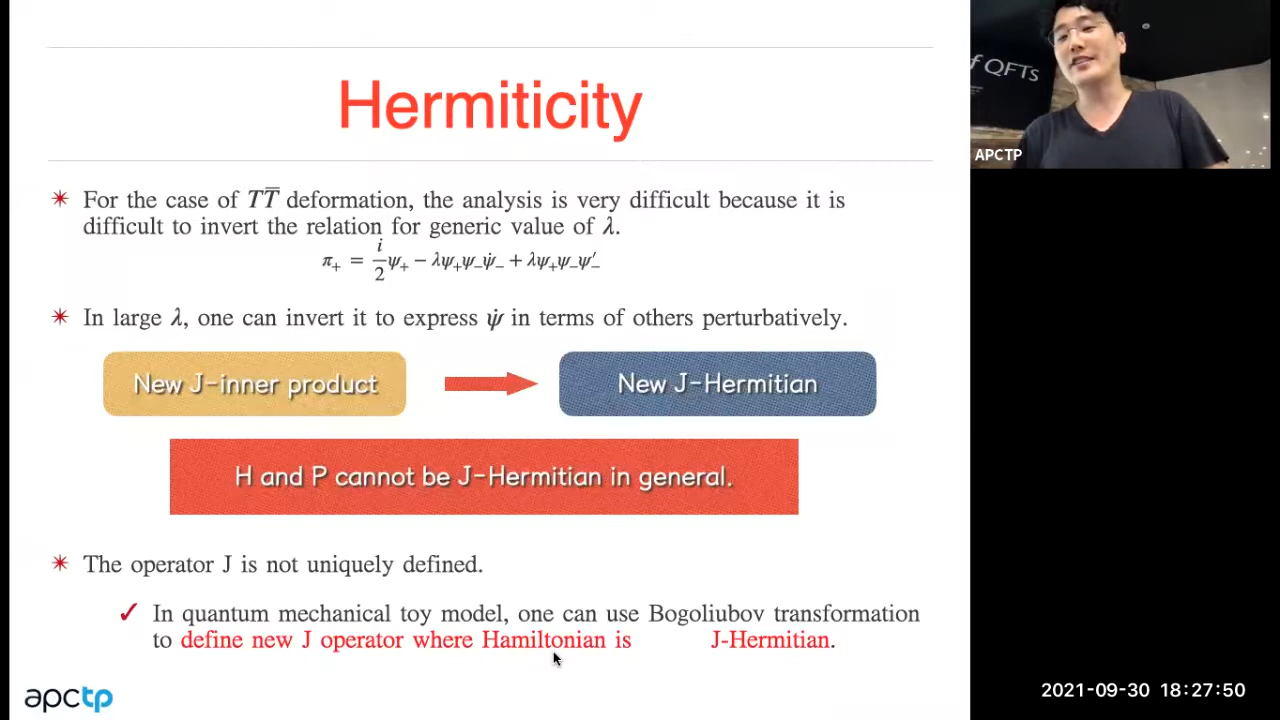 Hermiticity
For the case of TT̅ deformation, the analysis is very difficult because it is
difficult to invert the relation for generic value of λ.
π₊ = i/2 ψ₊ − λψ₊ψ₋ψ̇₋ + λψ₊ψ₋ψ′₋
In large λ, one can invert it to express ψ̇ in terms of others perturbatively.
New J-inner product
New J-Hermitian
H and P cannot be J-Hermitian in general.
The operator J is not uniquely defined.
✓ In quantum mechanical toy model, one can use Bogoliubov transformation
to define new J operator where Hamiltonian is J-Hermitian.
apctp
f QFTs
APCTP
2021-09-30 18:27:50